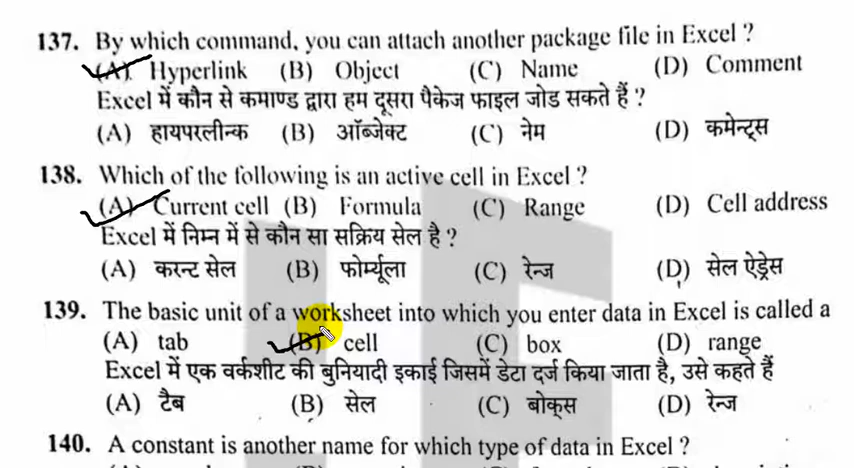 137. By which command, you can attach another package file in Excel ?
(A) Hyperlink (B) Object (C) Name (D) Comment
Excel में कौन से कमाण्ड द्वारा हम दूसरा पैकेज फाइल जोड सकते हैं ?
(A) हायपरलीन्क (B) ऑब्जेक्ट (C) नेम (D) कमेन्ट्स
138. Which of the following is an active cell in Excel ?
(A) Current cell (B) Formula (C) Range (D) Cell address
Excel में निम्न में से कौन सा सक्रिय सेल है ?
(A) करन्ट सेल (B) फोर्म्यूला (C) रेन्ज (D) सेल ऐड्रेस
139. The basic unit of a worksheet into which you enter data in Excel is called a
(A) tab (B) cell (C) box (D) range
Excel में एक वर्कशीट की बुनियादी इकाई जिसमें डेटा दर्ज किया जाता है, उसे कहते हैं
(A) टैब (B) सेल (C) बोक्स (D) रेन्ज
140. A constant is another name for which type of data in Excel ?